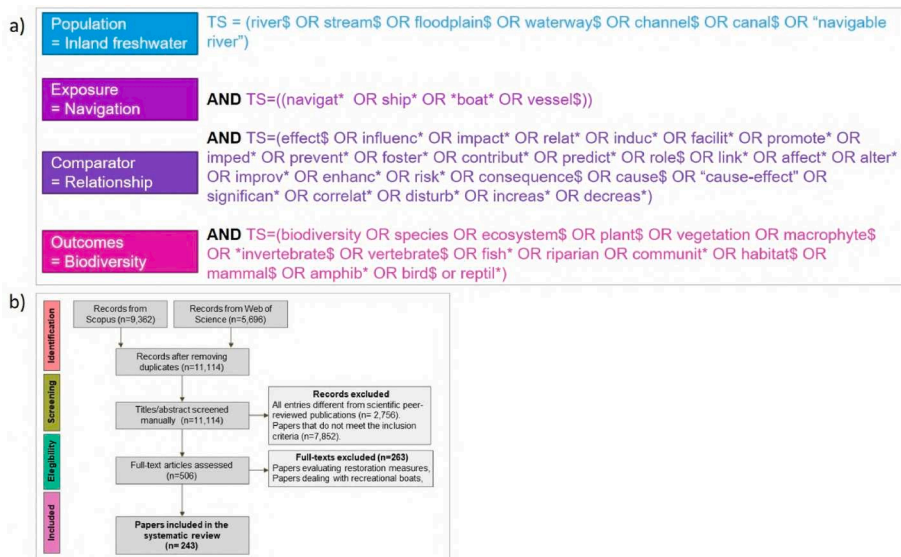 a)
Population
= Inland freshwater
TS = (river$ OR stream$ OR floodplain$ OR waterway$ OR channel$ OR canal$ OR “navigable
river”)
Exposure
= Navigation
AND TS=((navigat* OR ship* OR *boat* OR vessel$))
Comparator
= Relationship
AND TS=(effect$ OR influenc* OR impact* OR relat* OR induc* OR facilit* OR promote* OR
imped* OR prevent* OR foster* OR contribut* OR predict* OR role$ OR link* OR affect* OR alter*
OR improv* OR enhanc* OR risk* OR consequence$ OR cause$ OR “cause-effect” OR
significan* OR correlat* OR disturb* OR increas* OR decreas*)
Outcomes
= Biodiversity
AND TS=(biodiversity OR species OR ecosystem$ OR plant$ OR vegetation OR macrophyte$
OR *invertebrate$ OR vertebrate$ OR fish* OR riparian OR communit* OR habitat$ OR
mammal$ OR amphib* OR bird$ or reptil*)
b)
Identification
Records from
Scopus (n=9,362)
Records from Web of
Science (n=5,696)
Records after removing
duplicates (n=11,114)
Screening
Titles/abstract screened
manually (n=11,114)
Records excluded
All entries different from scientific peer-
reviewed publications (n= 2,756).
Papers that do not meet the inclusion
criteria (n=7,852).
Elegibility
Full-text articles assessed
(n=506)
Full-texts excluded (n=263)
Papers evaluating restoration measures,
Papers dealing with recreational boats,
Included
Papers included in the
systematic review
(n= 243)